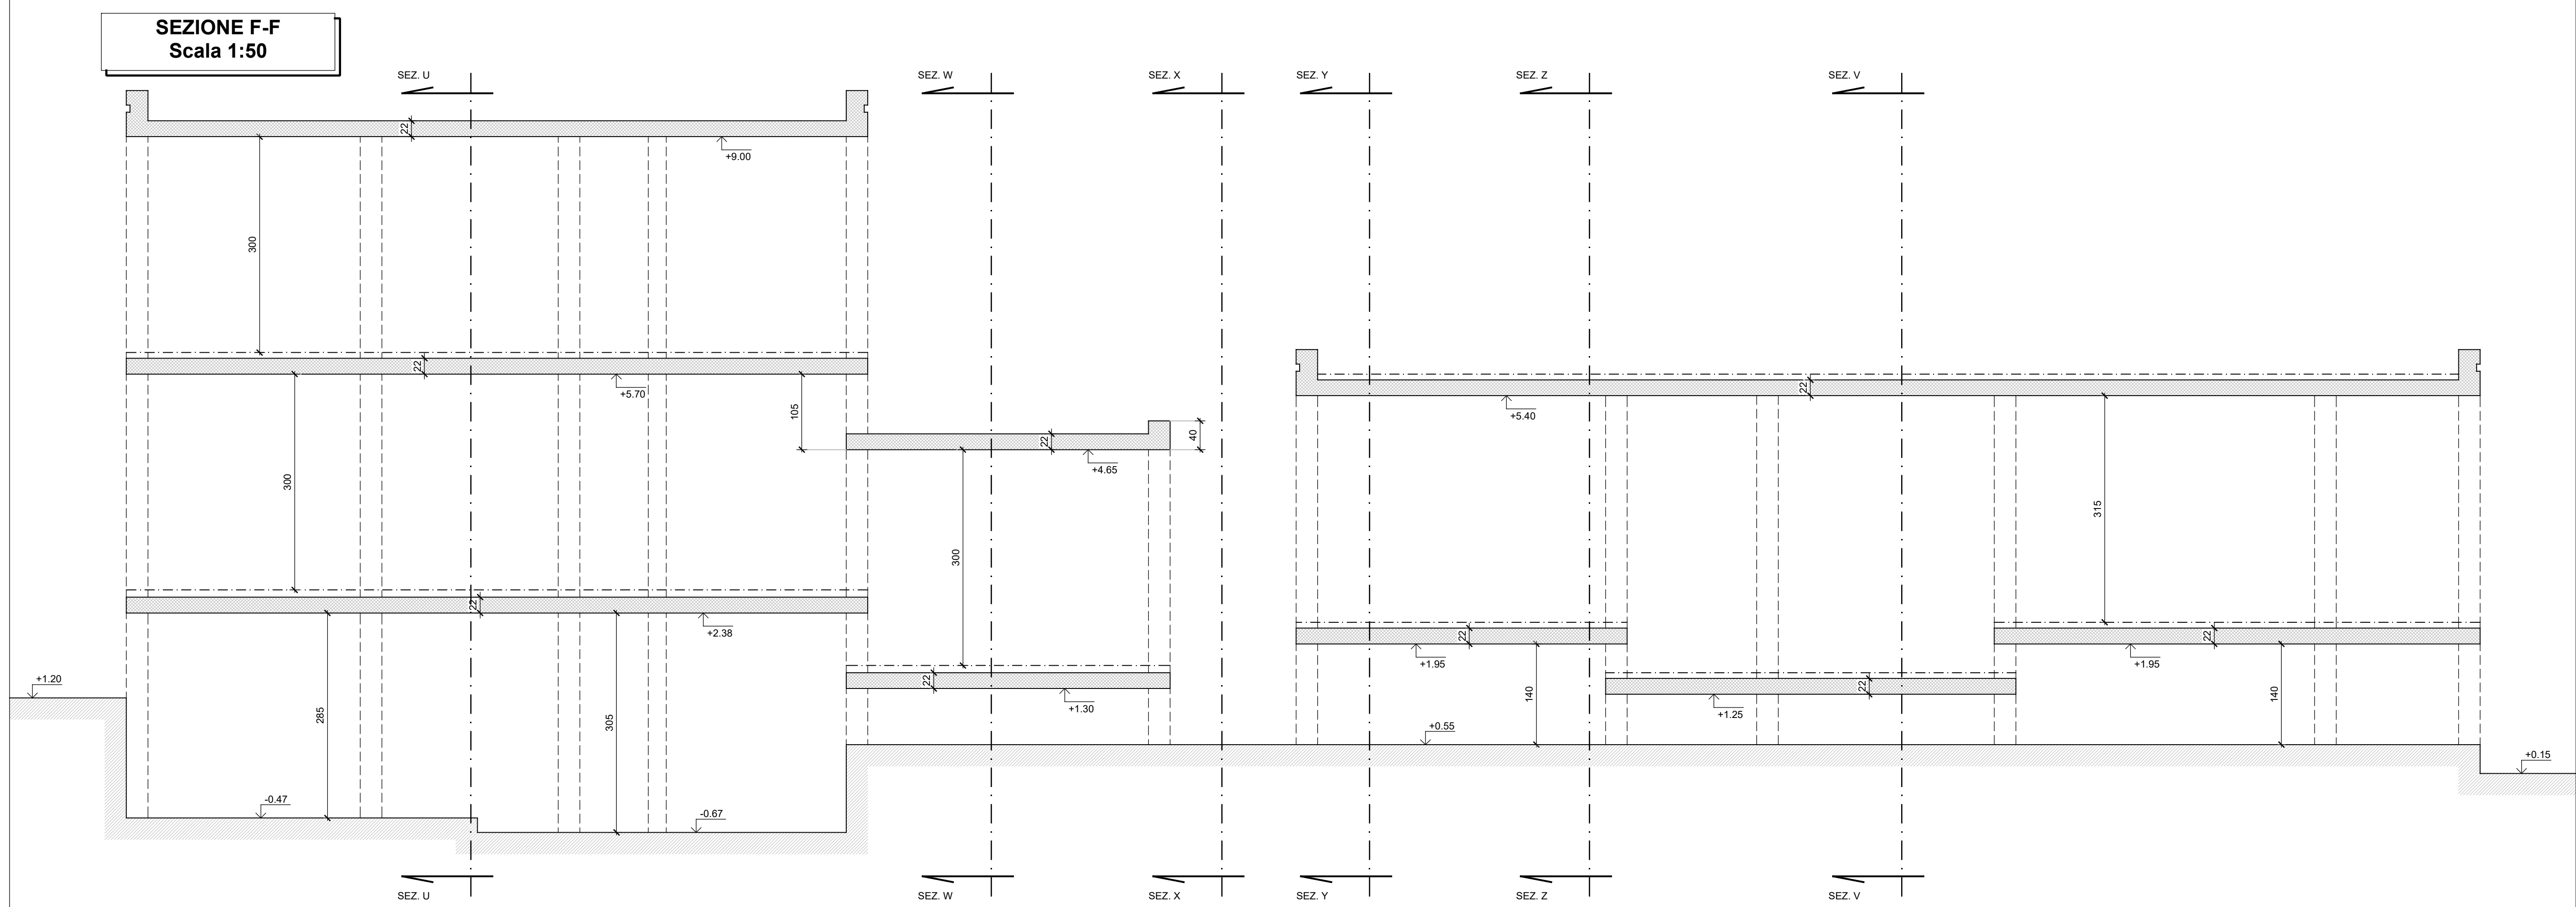 SEZIONE F-F
Scala 1:50
SEZ. U
SEZ. W
SEZ. X
SEZ. Y
SEZ. Z
SEZ. V
22
+9.00
300
22
+5.70
105
22
40
+4.65
22
+5.40
300
300
315
22
+2.38
22
+1.95
22
+1.95
+1.20
22
+1.30
22
+1.25
285
305
140
140
+0.55
+0.15
-0.47
-0.67
SEZ. U
SEZ. W
SEZ. X
SEZ. Y
SEZ. Z
SEZ. V